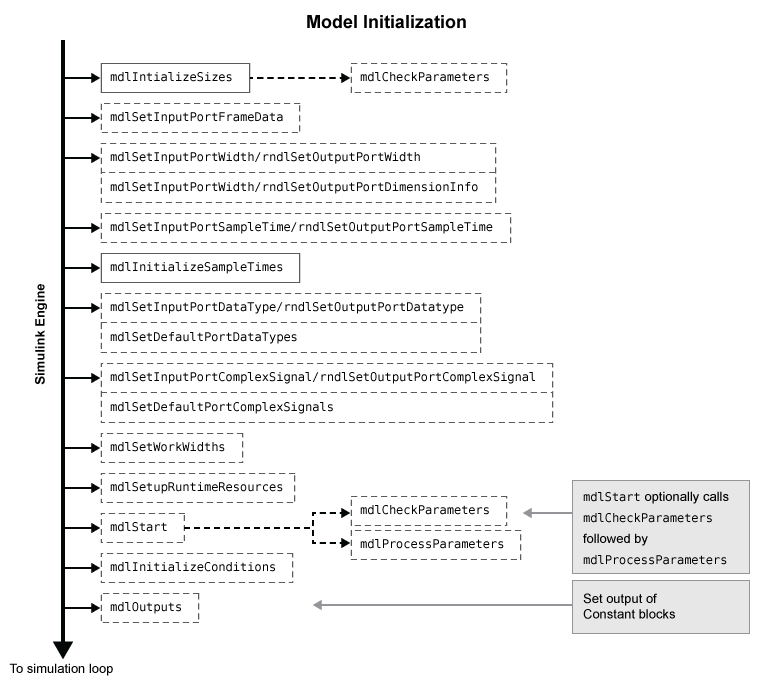 Model Initialization
mdlIntializeSizes
mdlCheckParameters
mdlSetInputPortFrameData
mdlSetInputPortWidth/rndlSetOutputPortWidth
mdlSetInputPortWidth/rndlSetOutputPortDimensionInfo
mdlSetInputPortSampleTime/rndlSetOutputPortSampleTime
mdlInitializeSampleTimes
mdlSetInputPortDataType/rndlSetOutputPortDatatype
mdlSetDefaultPortDataTypes
Simulink Engine
mdlSetInputPortComplexSignal/rndlSetOutputPortComplexSignal
mdlSetDefaultPortComplexSignals
mdlSetWorkWidths
mdlSetupRuntimeResources
mdlStart
mdlCheckParameters
mdlProcessParameters
mdlStart optionally calls
mdlCheckParameters
followed by
mdlProcessParameters
mdlInitializeConditions
mdlOutputs
Set output of
Constant blocks
To simulation loop